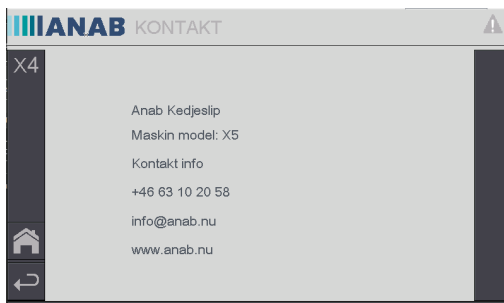 ANAB KONTAKT
X4
Anab Kedjeslip
Maskin model: X5
Kontakt info
+46 63 10 20 58
info@anab.nu
www.anab.nu